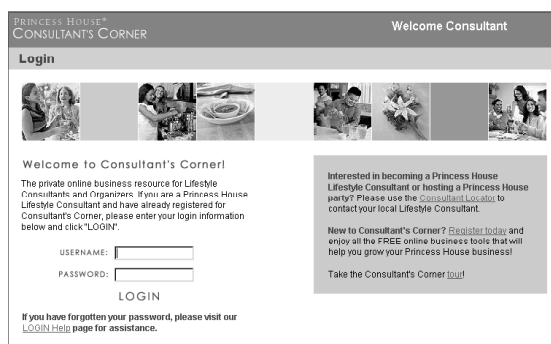 PRINCESS HOUSE®
CONSULTANT'S CORNER
Welcome Consultant
Login
Welcome to Consultant's Corner!
The private online business resource for Lifestyle
Consultants and Organizers. If you are a Princess House
Lifestyle Consultant and have already registered for
Consultant's Corner, please enter your login information
below and click "LOGIN".
USERNAME:
PASSWORD:
LOGIN
If you have forgotten your password, please visit our
LOGIN Help page for assistance.
Interested in becoming a Princess House
Lifestyle Consultant or hosting a Princess House
party? Please use the Consultant Locator to
contact your local Lifestyle Consultant.
New to Consultant's Corner? Register today and
enjoy all the FREE online business tools that will
help you grow your Princess House business!
Take the Consultant's Corner tour!